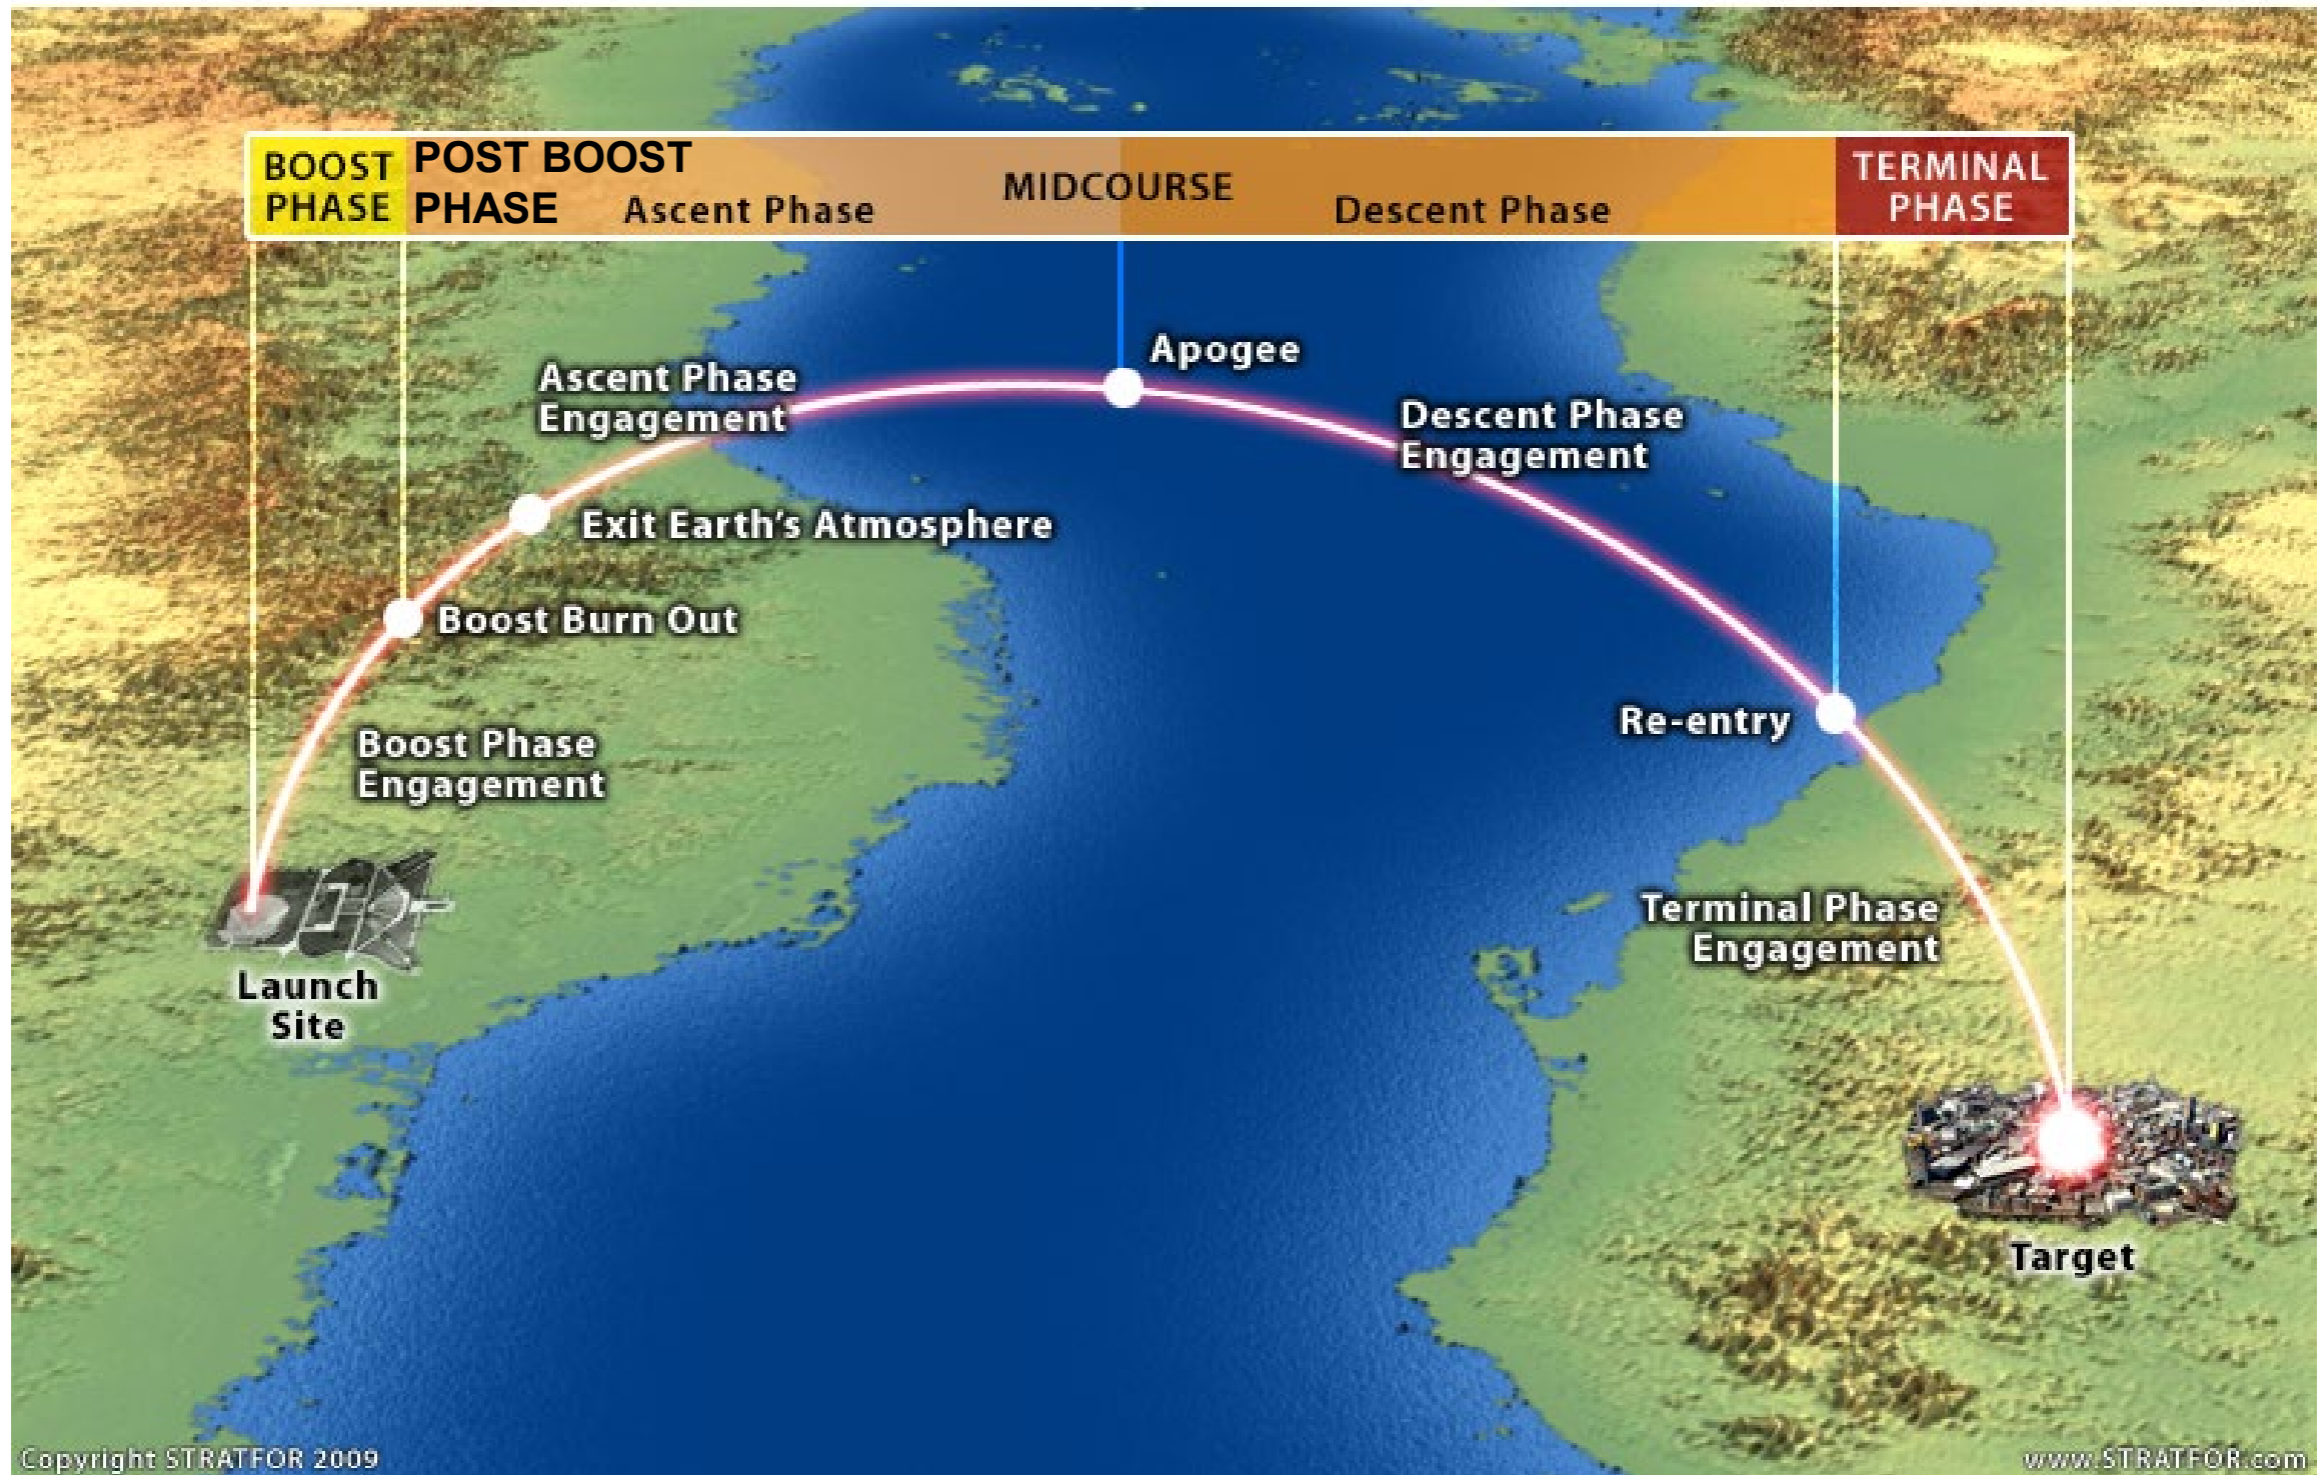 BOOST
PHASE
POST BOOST
PHASE
Ascent Phase
MIDCOURSE
Descent Phase
TERMINAL
PHASE
Apogee
Ascent Phase
Engagement
Descent Phase
Engagement
Exit Earth's Atmosphere
Boost Burn Out
Re-entry
Boost Phase
Engagement
Terminal Phase
Engagement
Launch
Site
Target
Copyright STRATFOR 2009
www.STRATFOR.com